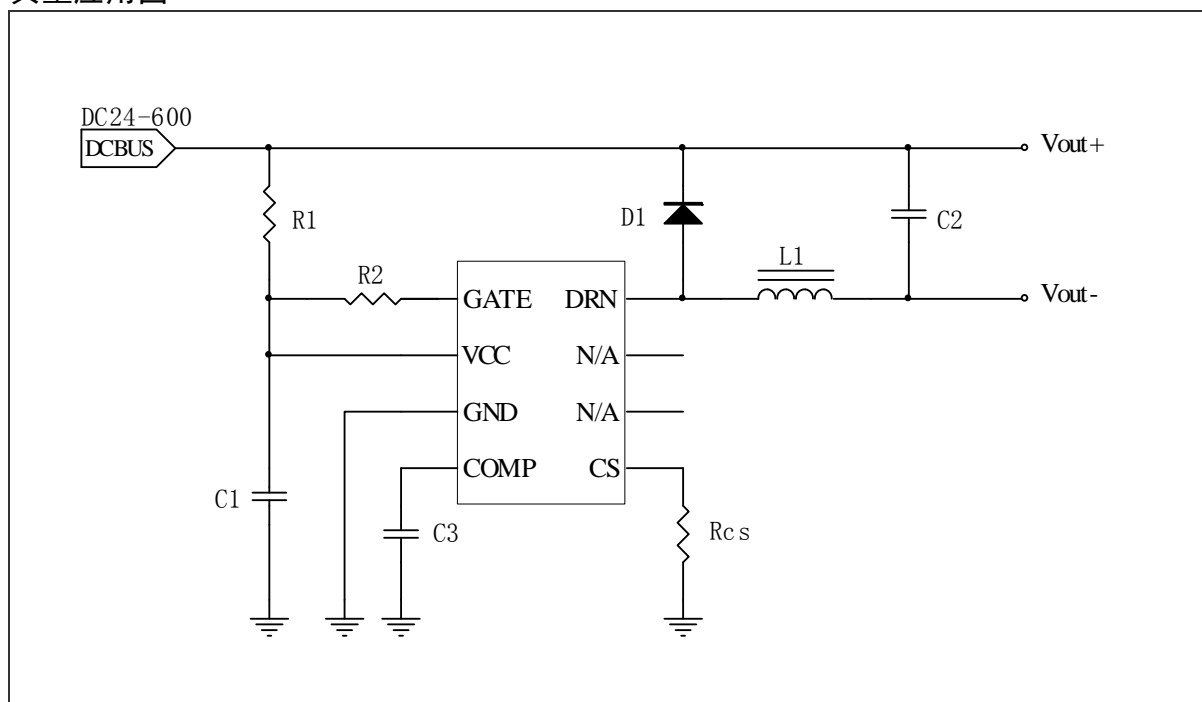 DC24-600
DCBUS
Vout+
R1
D1
C2
R2
L1
GATE
DRN
Vout-
VCC
N/A
GND
N/A
COMP
CS
C1
C3
Rcs